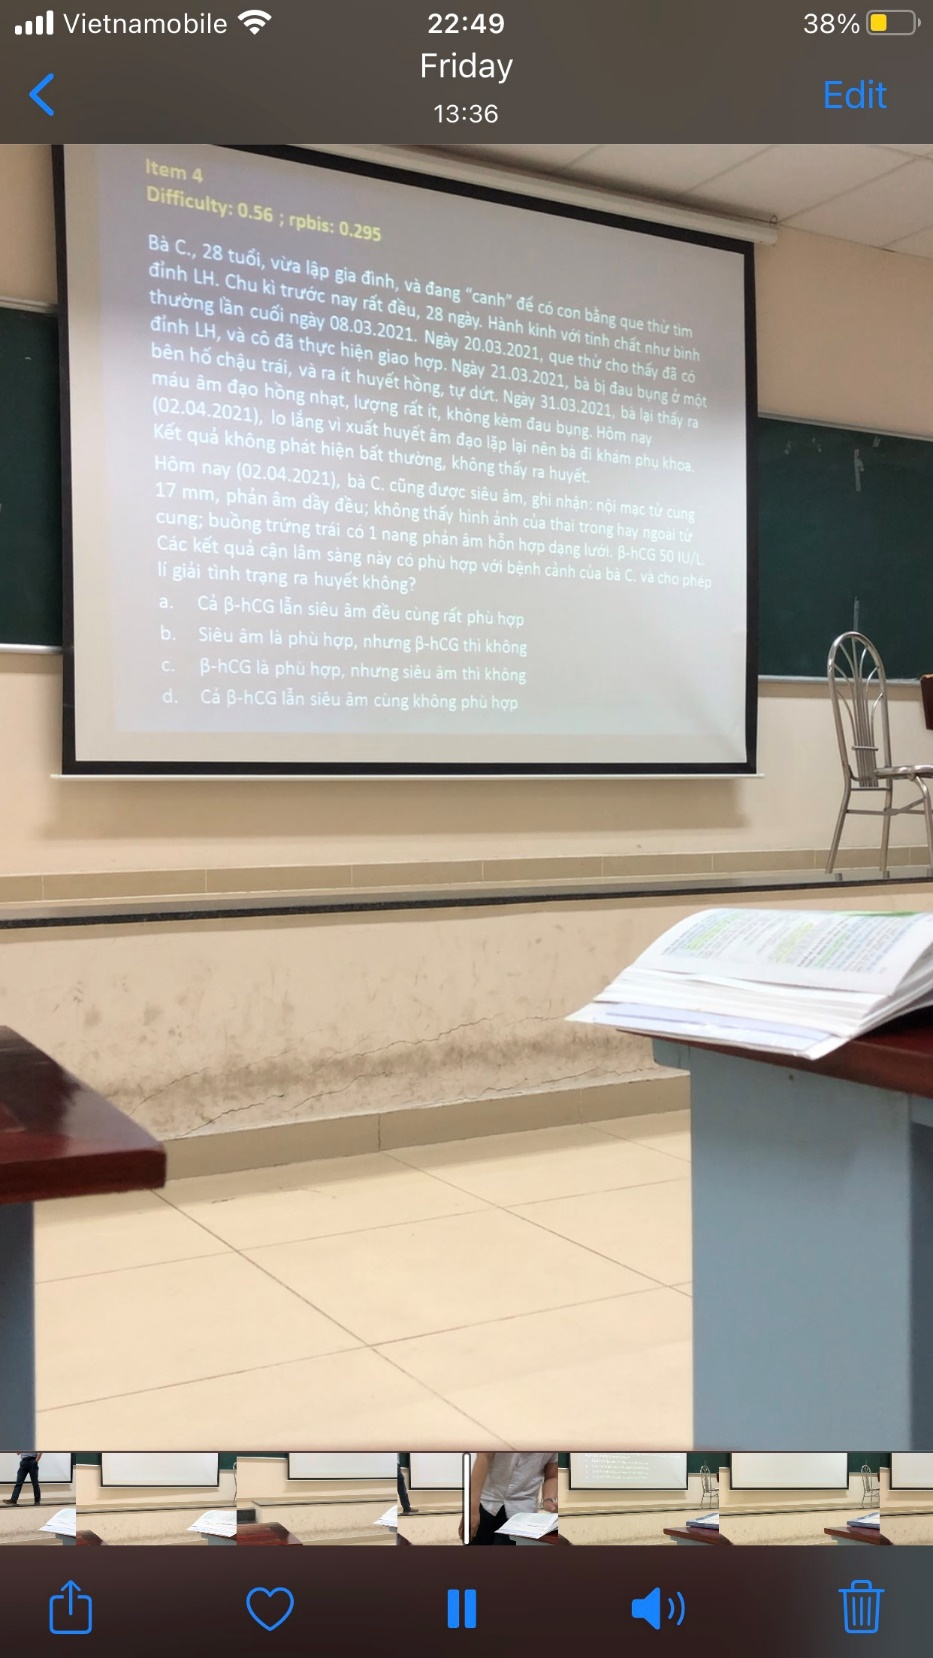 Vietnamobile 22:49 38%
Friday
13:36
Edit
Item 4
Difficulty: 0.56 ; rpbis: 0.295
Bà C., 28 tuổi, vừa lập gia đình, và đang “canh” để có con bằng que thử tìm
đỉnh LH. Chu kì trước nay rất đều, 28 ngày. Hành kinh với tính chất như bình
thường lần cuối ngày 08.03.2021. Ngày 20.03.2021, que thử cho thấy đã có
đỉnh LH, và cô đã thực hiện giao hợp. Ngày 21.03.2021, bà bị đau bụng ở một
bên hố chậu trái, và ra ít huyết hồng, tự dứt. Ngày 31.03.2021, bà lại thấy ra
máu âm đạo hồng nhạt, lượng rất ít, không kèm đau bụng. Hôm nay
(02.04.2021), lo lắng vì xuất huyết âm đạo lặp lại nên bà đi khám phụ khoa.
Kết quả không phát hiện bất thường, không thấy ra huyết.
Hôm nay (02.04.2021), bà C. cũng được siêu âm, ghi nhận: nội mạc tử cung
17 mm, phản âm dầy đều; không thấy hình ảnh của thai trong hay ngoài tử
cung; buồng trứng trái có 1 nang phản âm hỗn hợp dạng lưới. β-hCG 50 IU/L.
Các kết quả cận lâm sàng này có phù hợp với bệnh cảnh của bà C. và cho phép
lí giải tình trạng ra huyết không?
a. Cả β-hCG lẫn siêu âm đều cùng rất phù hợp
b. Siêu âm là phù hợp, nhưng β-hCG thì không
c. β-hCG là phù hợp, nhưng siêu âm thì không
d. Cả β-hCG lẫn siêu âm cùng không phù hợp